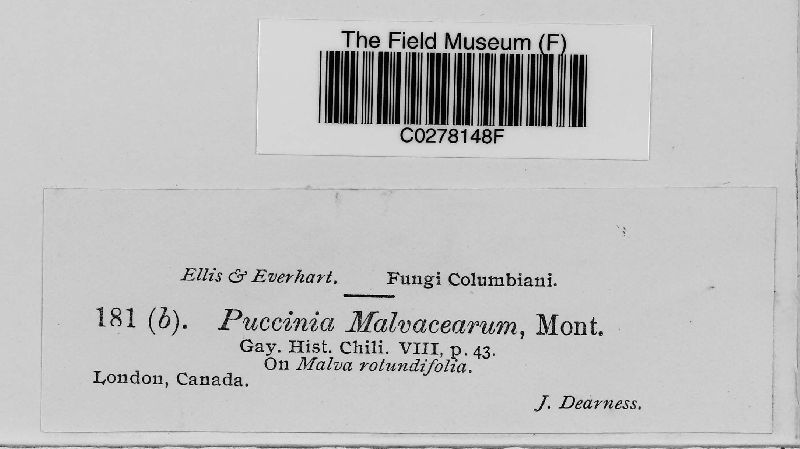 The Field Museum (F)
C0278148F
Ellis & Everhart. Fungi Columbiani.
181 (b). Puccinia Malvacearum, Mont.
Gay. Hist. Chili. VIII, p. 43.
On Malva rotundifolia.
London, Canada.
J. Dearness.